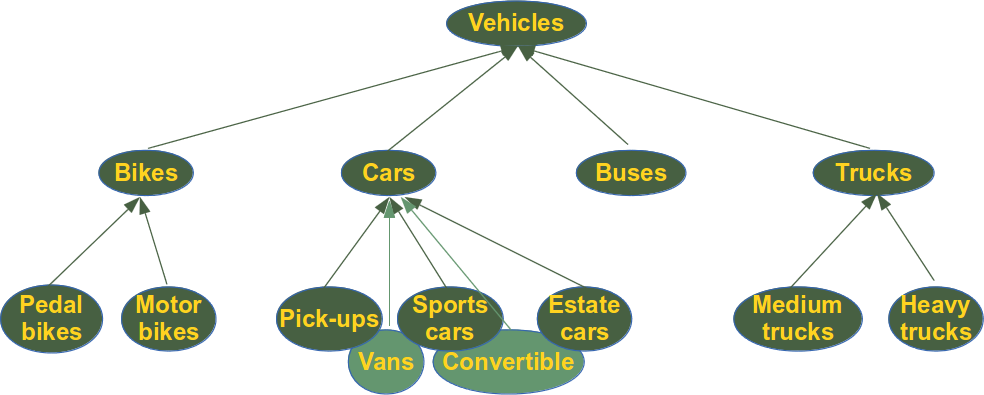 Vehicles
Bikes
Cars
Buses
Trucks
Pedal
bikes
Motor
bikes
Pick-ups
Sports
cars
Estate
cars
Medium
trucks
Heavy
trucks
Vans
Convertible